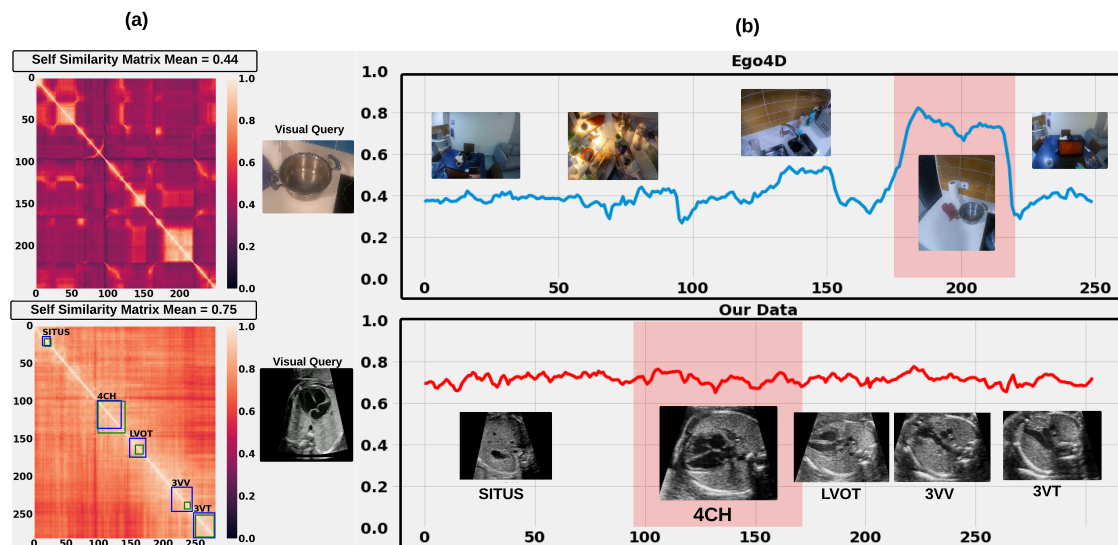 (a)
(b)
Self Similarity Matrix Mean = 0.44
0
50
100
150
200
0 50 100 150 200
1.0
0.8
0.6
0.4
0.2
0.0
Visual Query
Ego4D
1.0
0.8
0.6
0.4
0.2
0.0
0 50 100 150 200 250
Self Similarity Matrix Mean = 0.75
0
50
100
150
200
250
SITUS
4CH
LVOT
3VV
3VT
0 50 100 150 200 250
1.0
0.8
0.6
0.4
0.2
0.0
Visual Query
Our Data
1.0
0.8
0.6
0.4
0.2
0.0
SITUS
4CH
LVOT
3VV
3VT
0 50 100 150 200 250